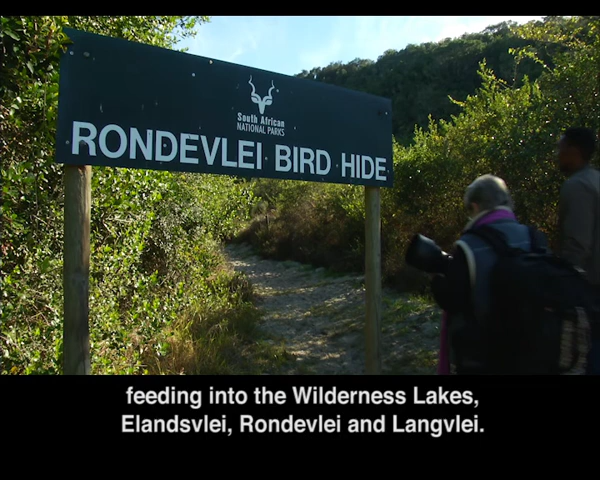 South African
NATIONAL PARKS
RONDEVLEI BIRD HIDE
feeding into the Wilderness Lakes,
Elandsvlei, Rondevlei and Langvlei.